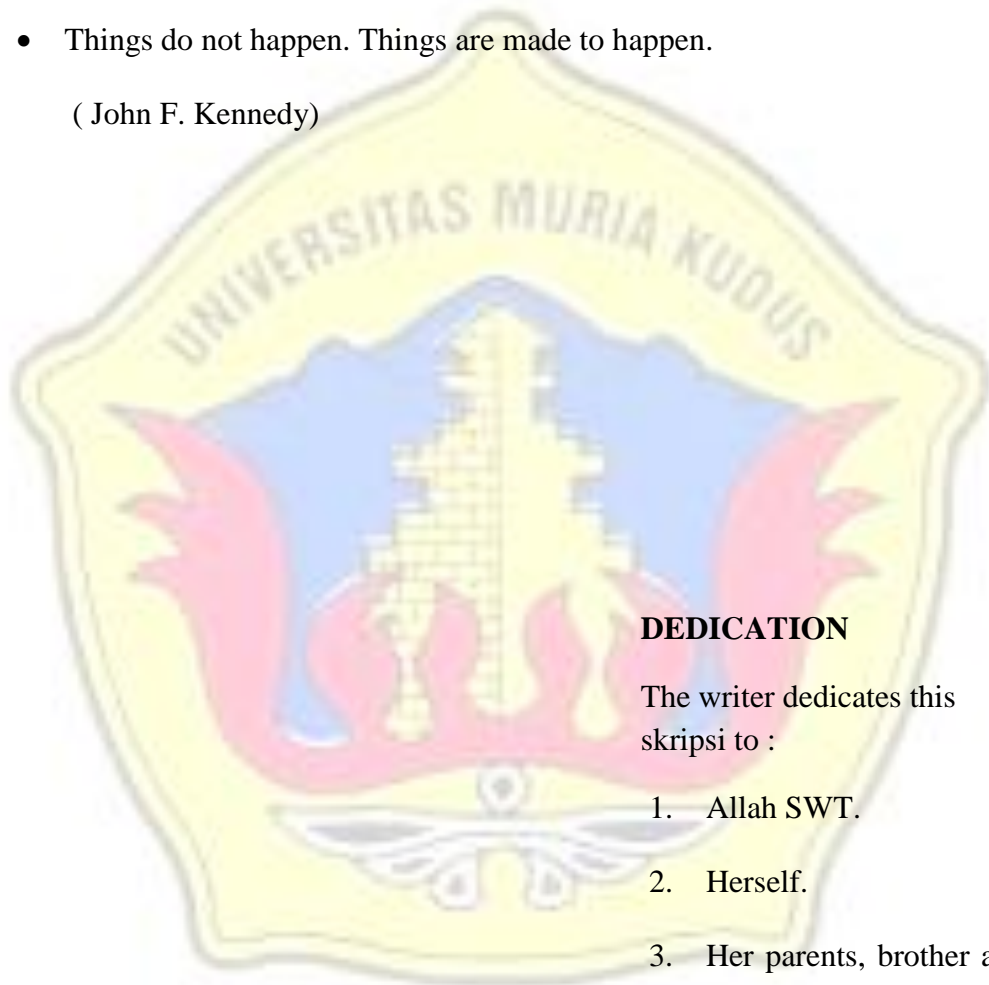 • Things do not happen. Things are made to happen.
( John F. Kennedy)
UNIVERSITAS MURIA KUDUS
DEDICATION
The writer dedicates this
skripsi to :
1. Allah SWT.
2. Herself.
3. Her parents, brother